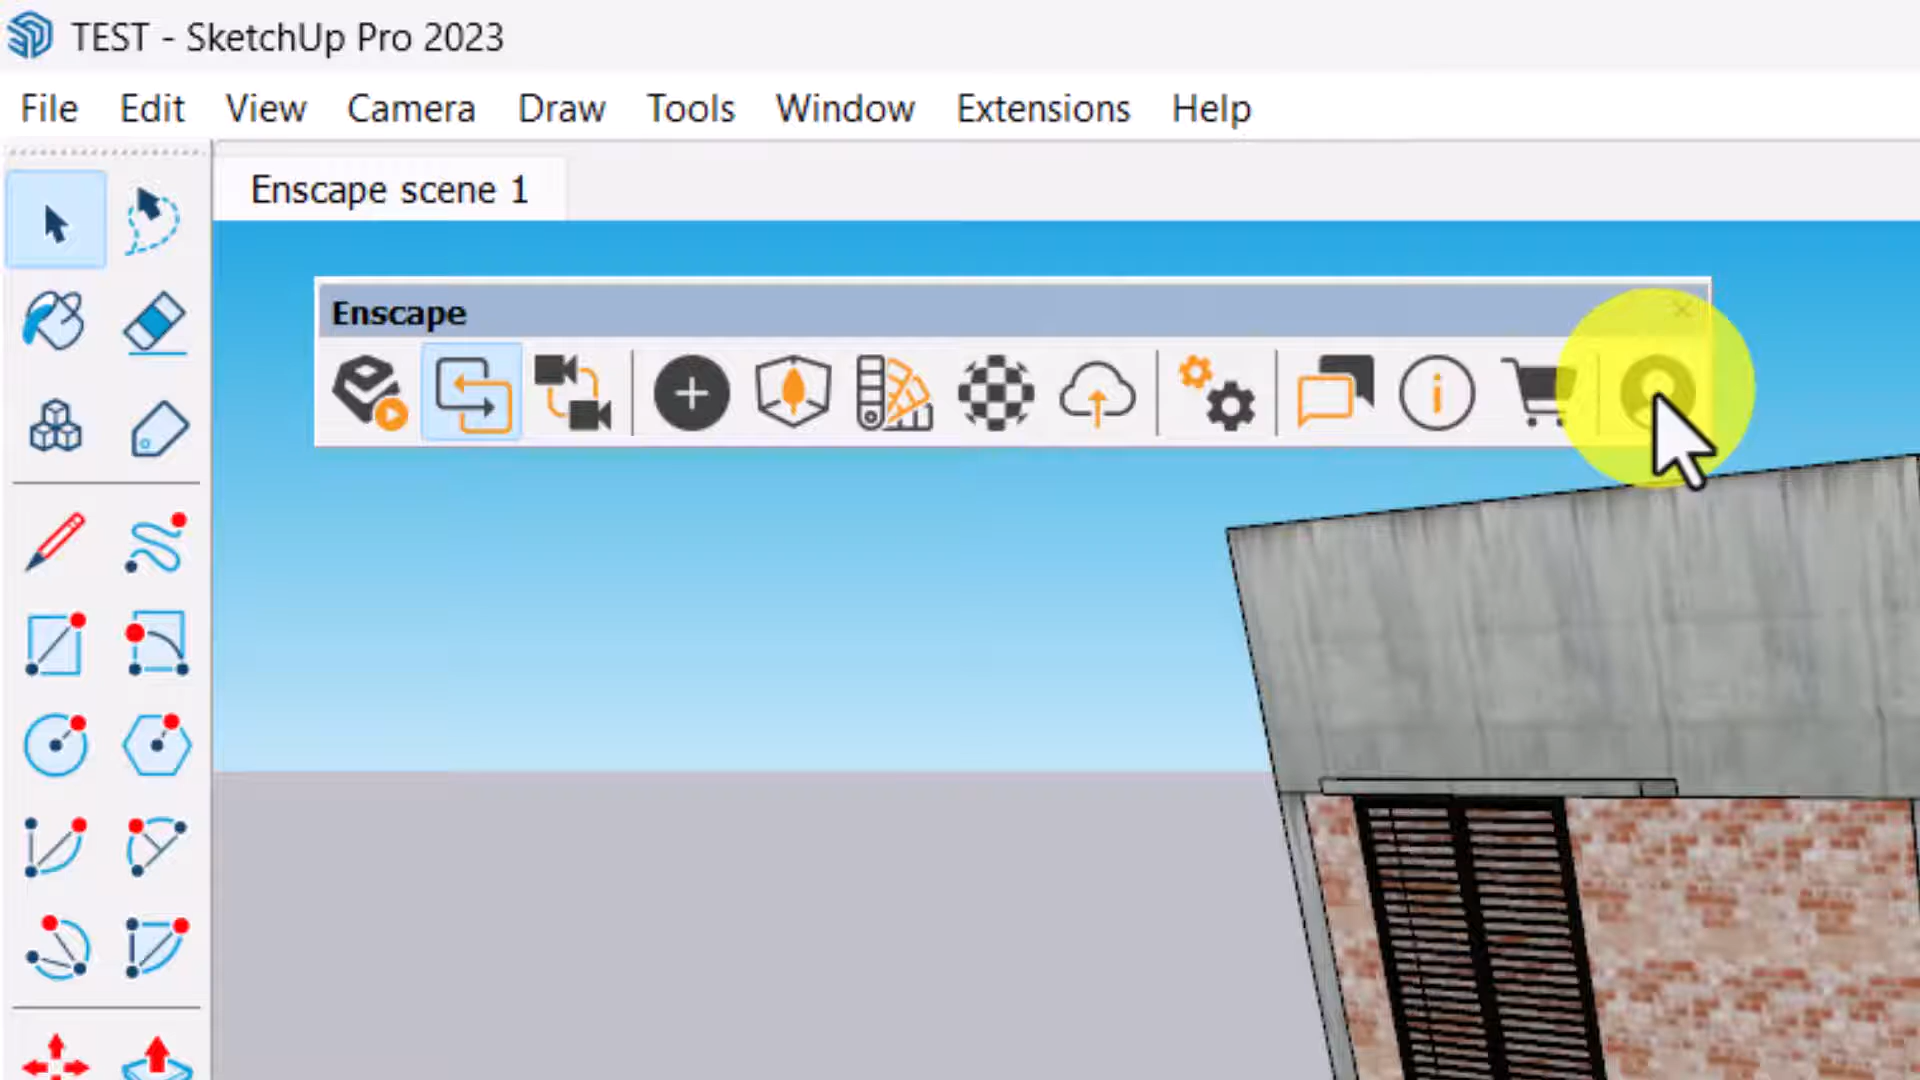 TEST - SketchUp Pro 2023
File Edit View Camera Draw Tools Window Extensions Help
Enscape scene 1
Enscape